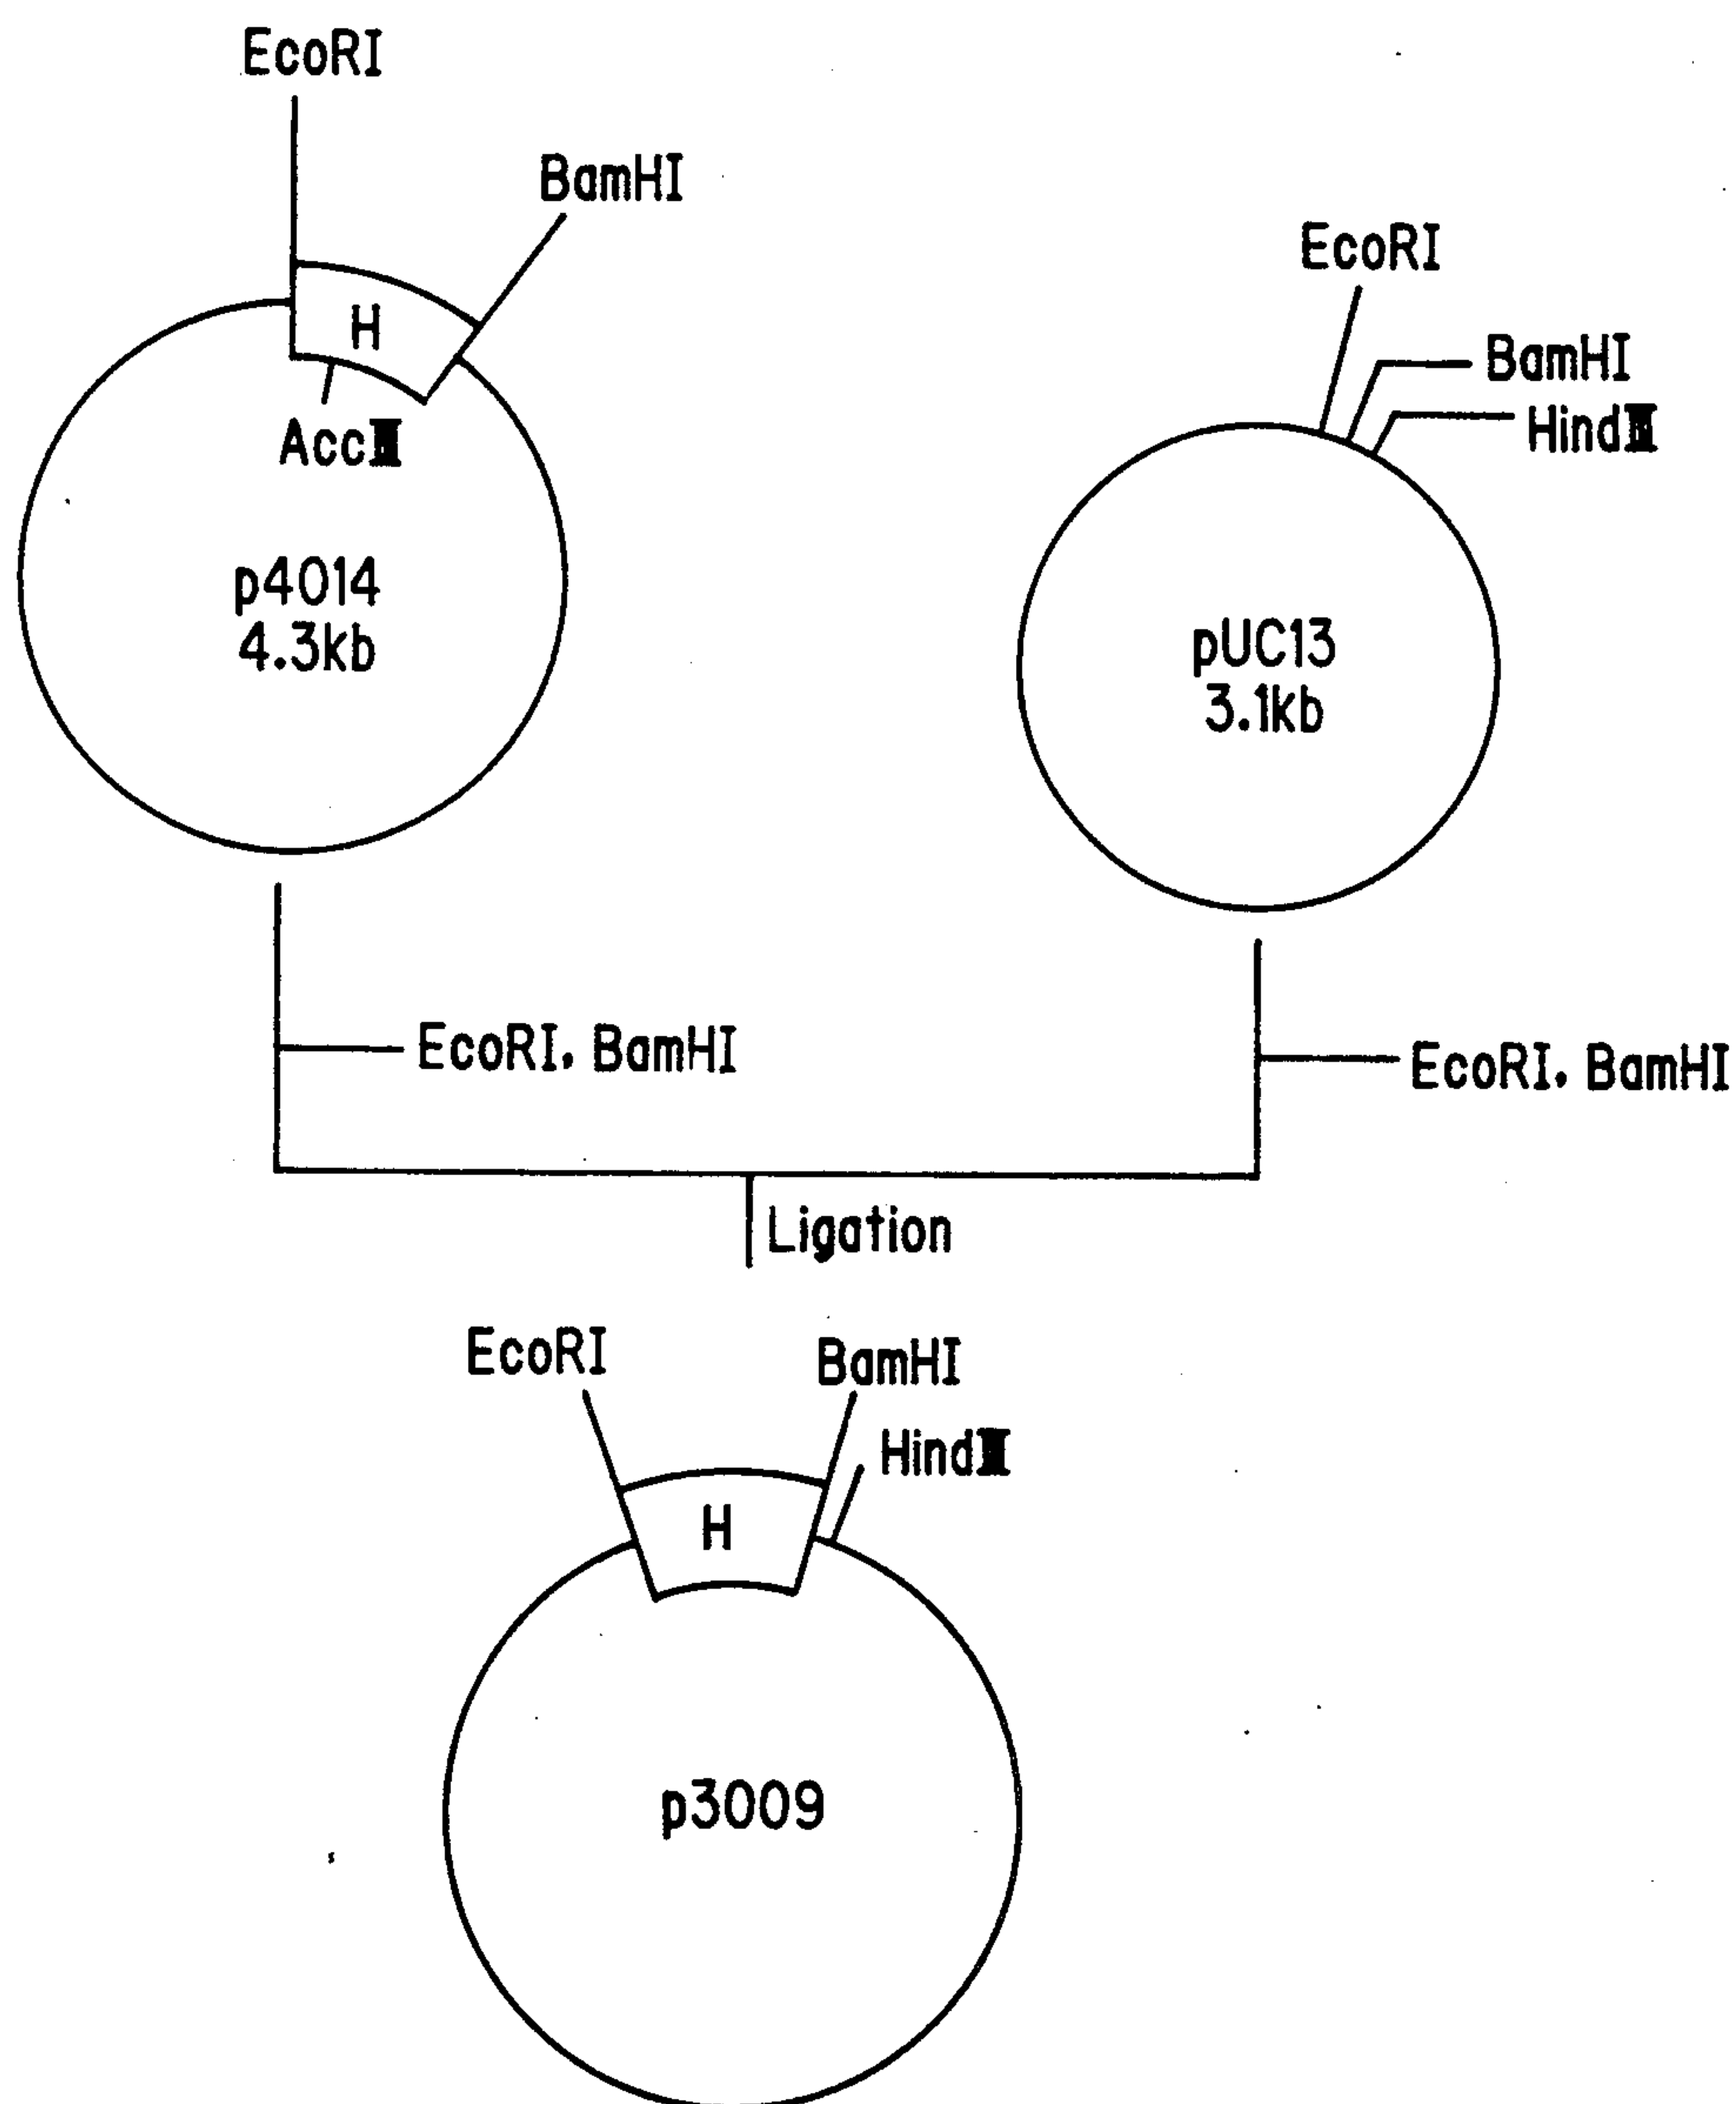 EcoRI
BamHI
H
AccIII
p4014
4.3kb
EcoRI
BamHI
HindIII
pUC13
3.1kb
EcoRI, BamHI
EcoRI, BamHI
Ligation
EcoRI
BamHI
HindIII
H
p3009